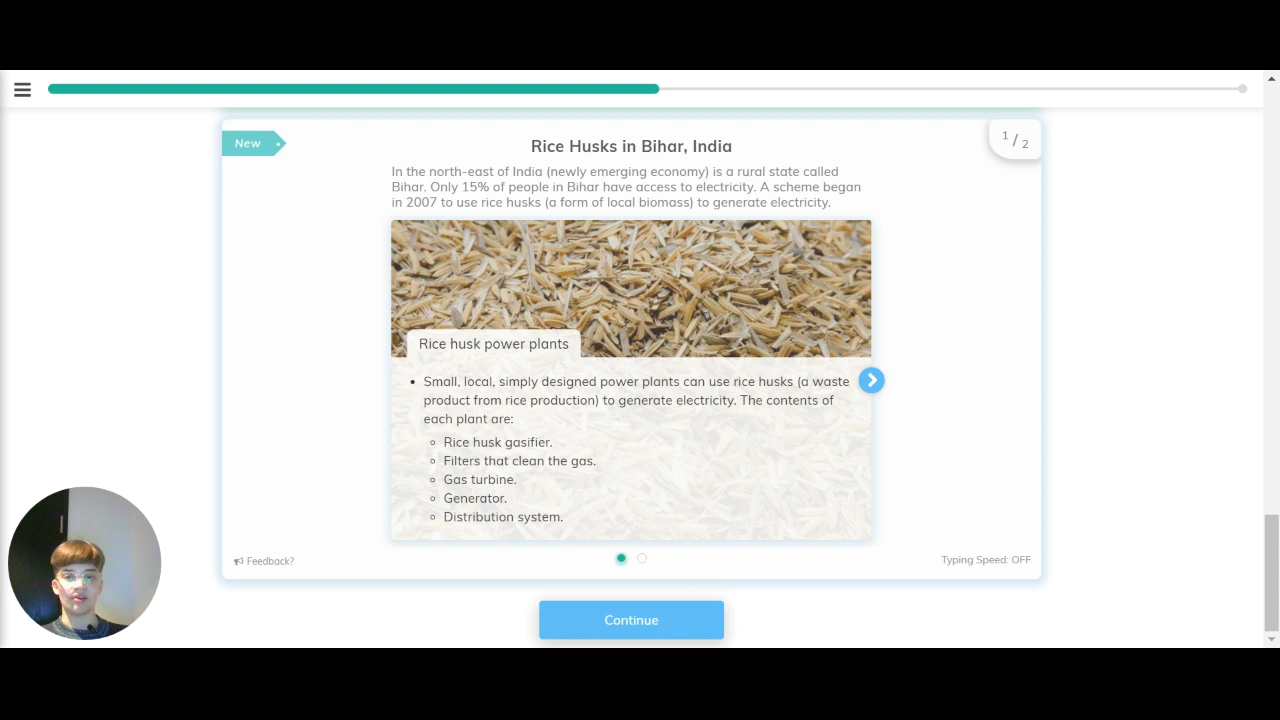 New
Rice Husks in Bihar, India
1 / 2
In the north-east of India (newly emerging economy) is a rural state called
Bihar. Only 15% of people in Bihar have access to electricity. A scheme began
in 2007 to use rice husks (a form of local biomass) to generate electricity.
Rice husk power plants
• Small, local, simply designed power plants can use rice husks (a waste
product from rice production) to generate electricity. The contents of
each plant are:
Rice husk gasifier.
Filters that clean the gas.
Gas turbine.
Generator.
Distribution system.
Feedback?
Typing Speed: OFF
Continue